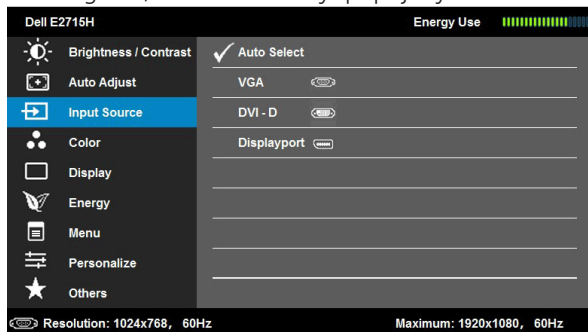 Dell E2715H Energy Use
Brightness / Contrast Auto Select
Auto Adjust VGA
Input Source DVI - D
Color Displayport
Display
Energy
Menu
Personalize
Others
Resolution: 1024x768, 60Hz Maximum: 1920x1080, 60Hz